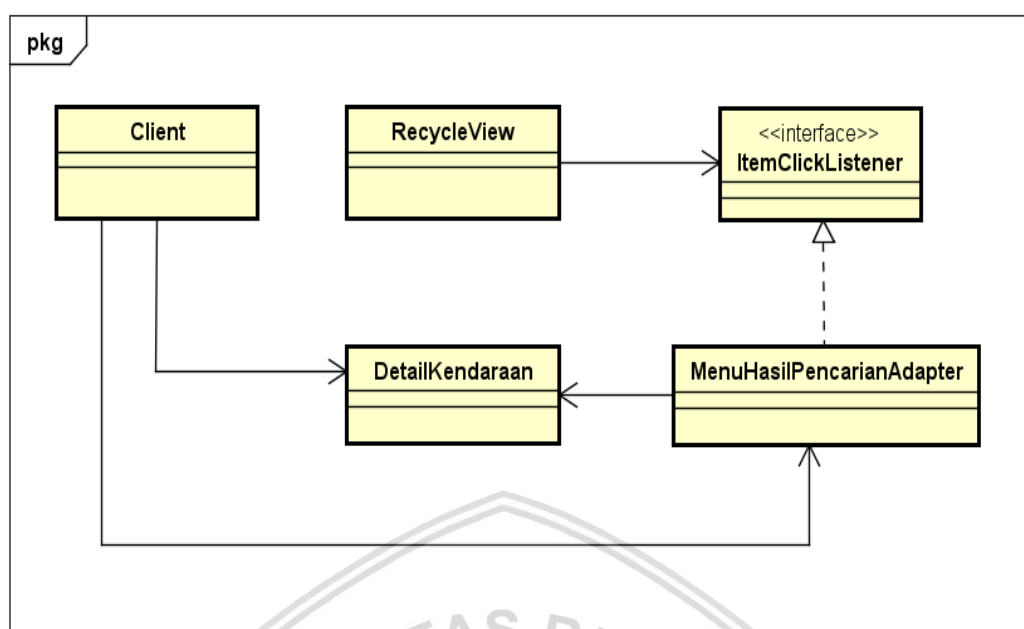 pkg
Client
RecycleView
<<interface>>
ItemClickListener
DetailKendaraan
MenuHasilPencarianAdapter